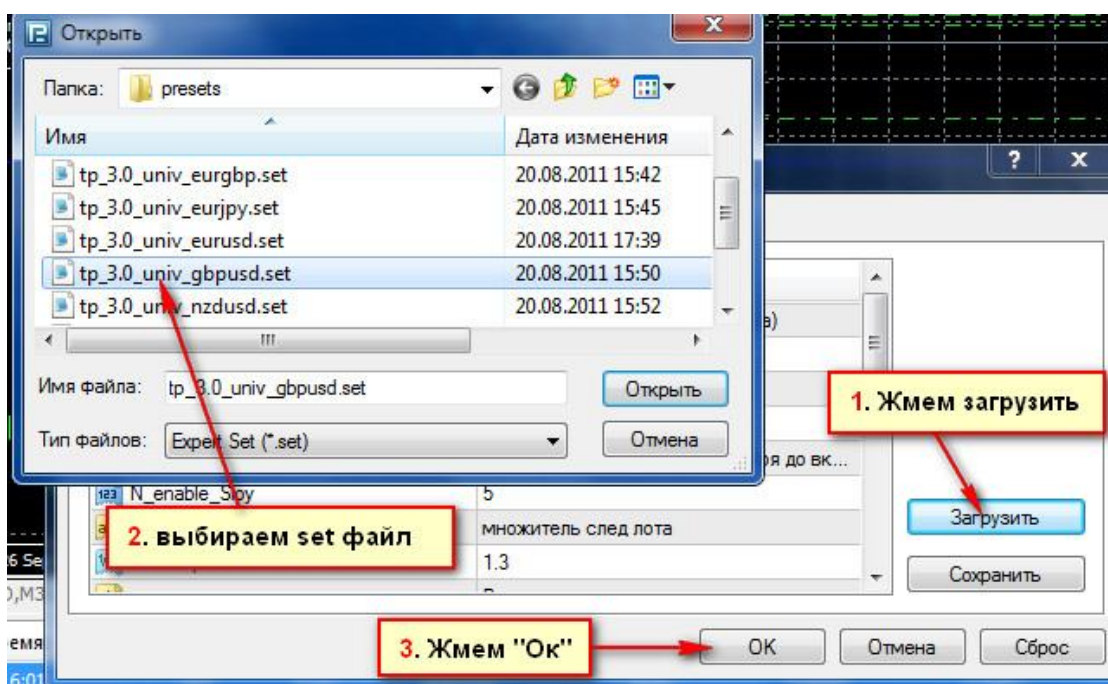 Открыть
Папка: presets
Имя Дата изменения
tp_3.0_univ_eurgbp.set 20.08.2011 15:42
tp_3.0_univ_eurjpy.set 20.08.2011 15:45
tp_3.0_univ_eurusd.set 20.08.2011 17:39
tp_3.0_univ_gbpusd.set 20.08.2011 15:50
tp_3.0_univ_nzdusd.set 20.08.2011 15:52
Имя файла: tp_3.0_univ_gbpusd.set Открыть
Тип файлов: Expert Set (*.set) Отмена
1. Жмем загрузить
до вк...
N_enable_Sloy 5
2. выбираем set файл
множитель след лота
1.3
Загрузить
Сохранить
3. Жмем "Ок"
OK Отмена Сброс